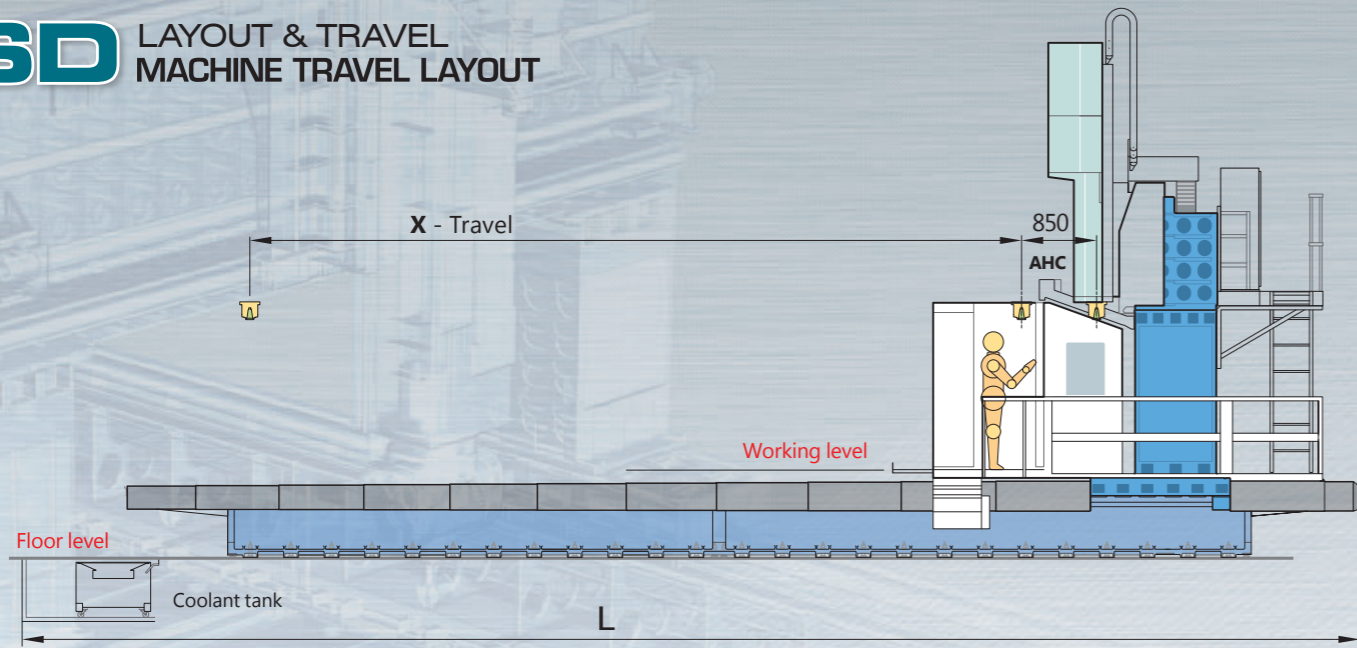 SD
LAYOUT & TRAVEL
MACHINE TRAVEL LAYOUT
X - Travel
850
AHC
Working level
Floor level
Coolant tank
L